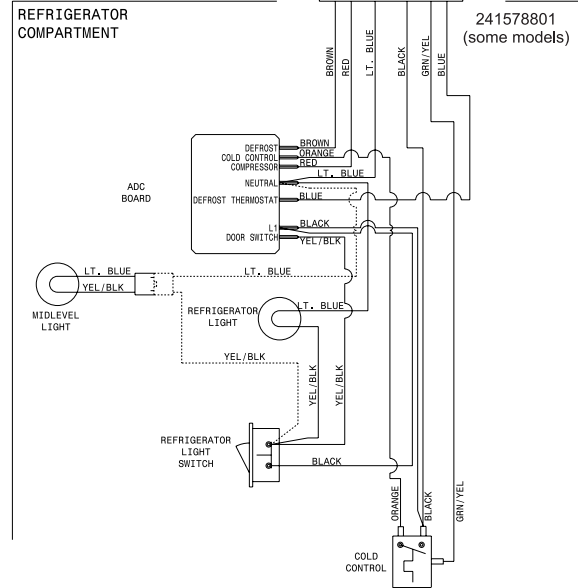 REFRIGERATOR
COMPARTMENT
241578801
(some models)
BROWN
RED
LT. BLUE
BLACK
GRN/YEL
BLUE
ADC
BOARD
DEFROST
COLD CONTROL
COMPRESSOR
NEUTRAL
DEFROST THERMOSTAT
L1
DOOR SWITCH
BROWN
ORANGE
RED
LT. BLUE
BLUE
BLACK
YEL/BLK
LT. BLUE
YEL/BLK
MIDLEVEL
LIGHT
LT. BLUE
REFRIGERATOR
LIGHT
LT. BLUE
YEL/BLK
YEL/BLK
YEL/BLK
REFRIGERATOR
LIGHT
SWITCH
BLACK
ORANGE
BLACK
GRN/YEL
COLD
CONTROL